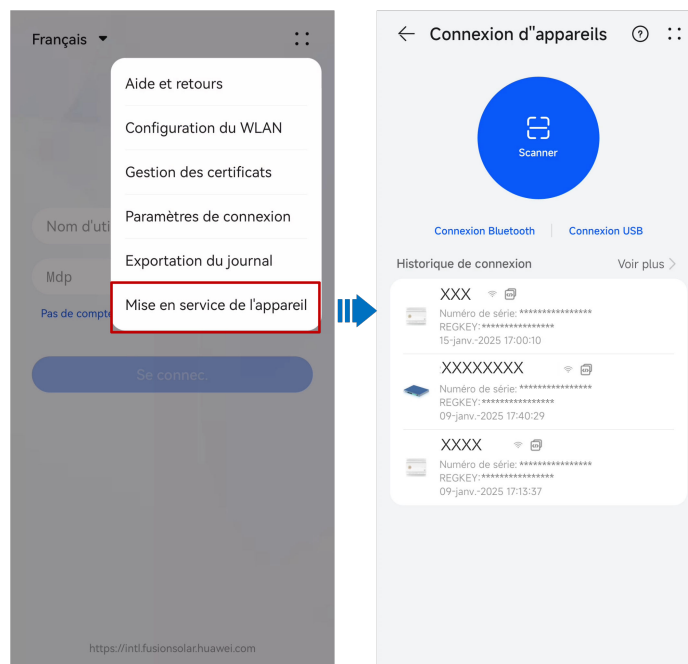 Français
Aide et retours
Configuration du WLAN
Gestion des certificats
Paramètres de connexion
Exportation du journal
Mise en service de l'appareil
Nom d'uti
Mdp
Pas de compte
Se connec
https://intl.fusionsolar.huawei.com
Connexion d"appareils
Scanner
Connexion Bluetooth
Connexion USB
Historique de connexion
Voir plus
XXX
Numéro de série: ****************
REGKEY:****************
15-janv.-2025 17:00:10
XXXXXXXX
Numéro de série: ****************
REGKEY:****************
09-janv.-2025 17:40:29
XXXX
Numéro de série: ****************
REGKEY:****************
09-janv.-2025 17:13:37